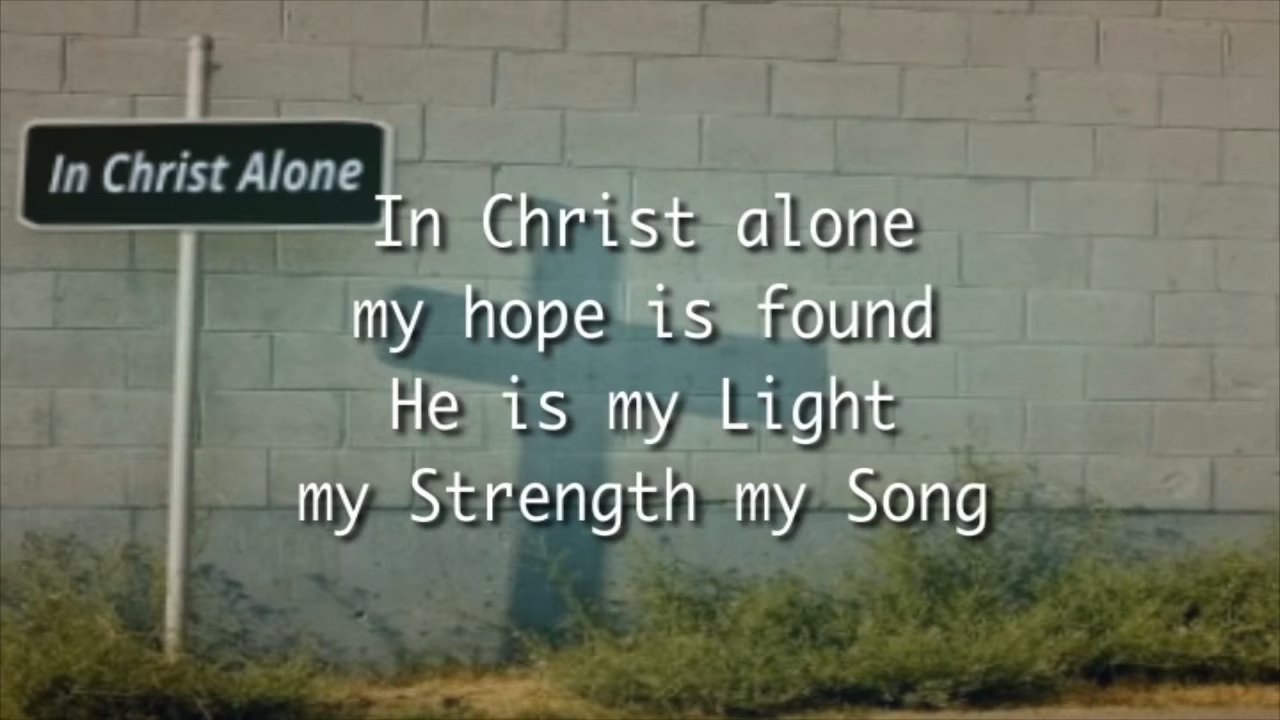 In Christ Alone
In Christ alone
my hope is found
He is my Light
my Strength my Song